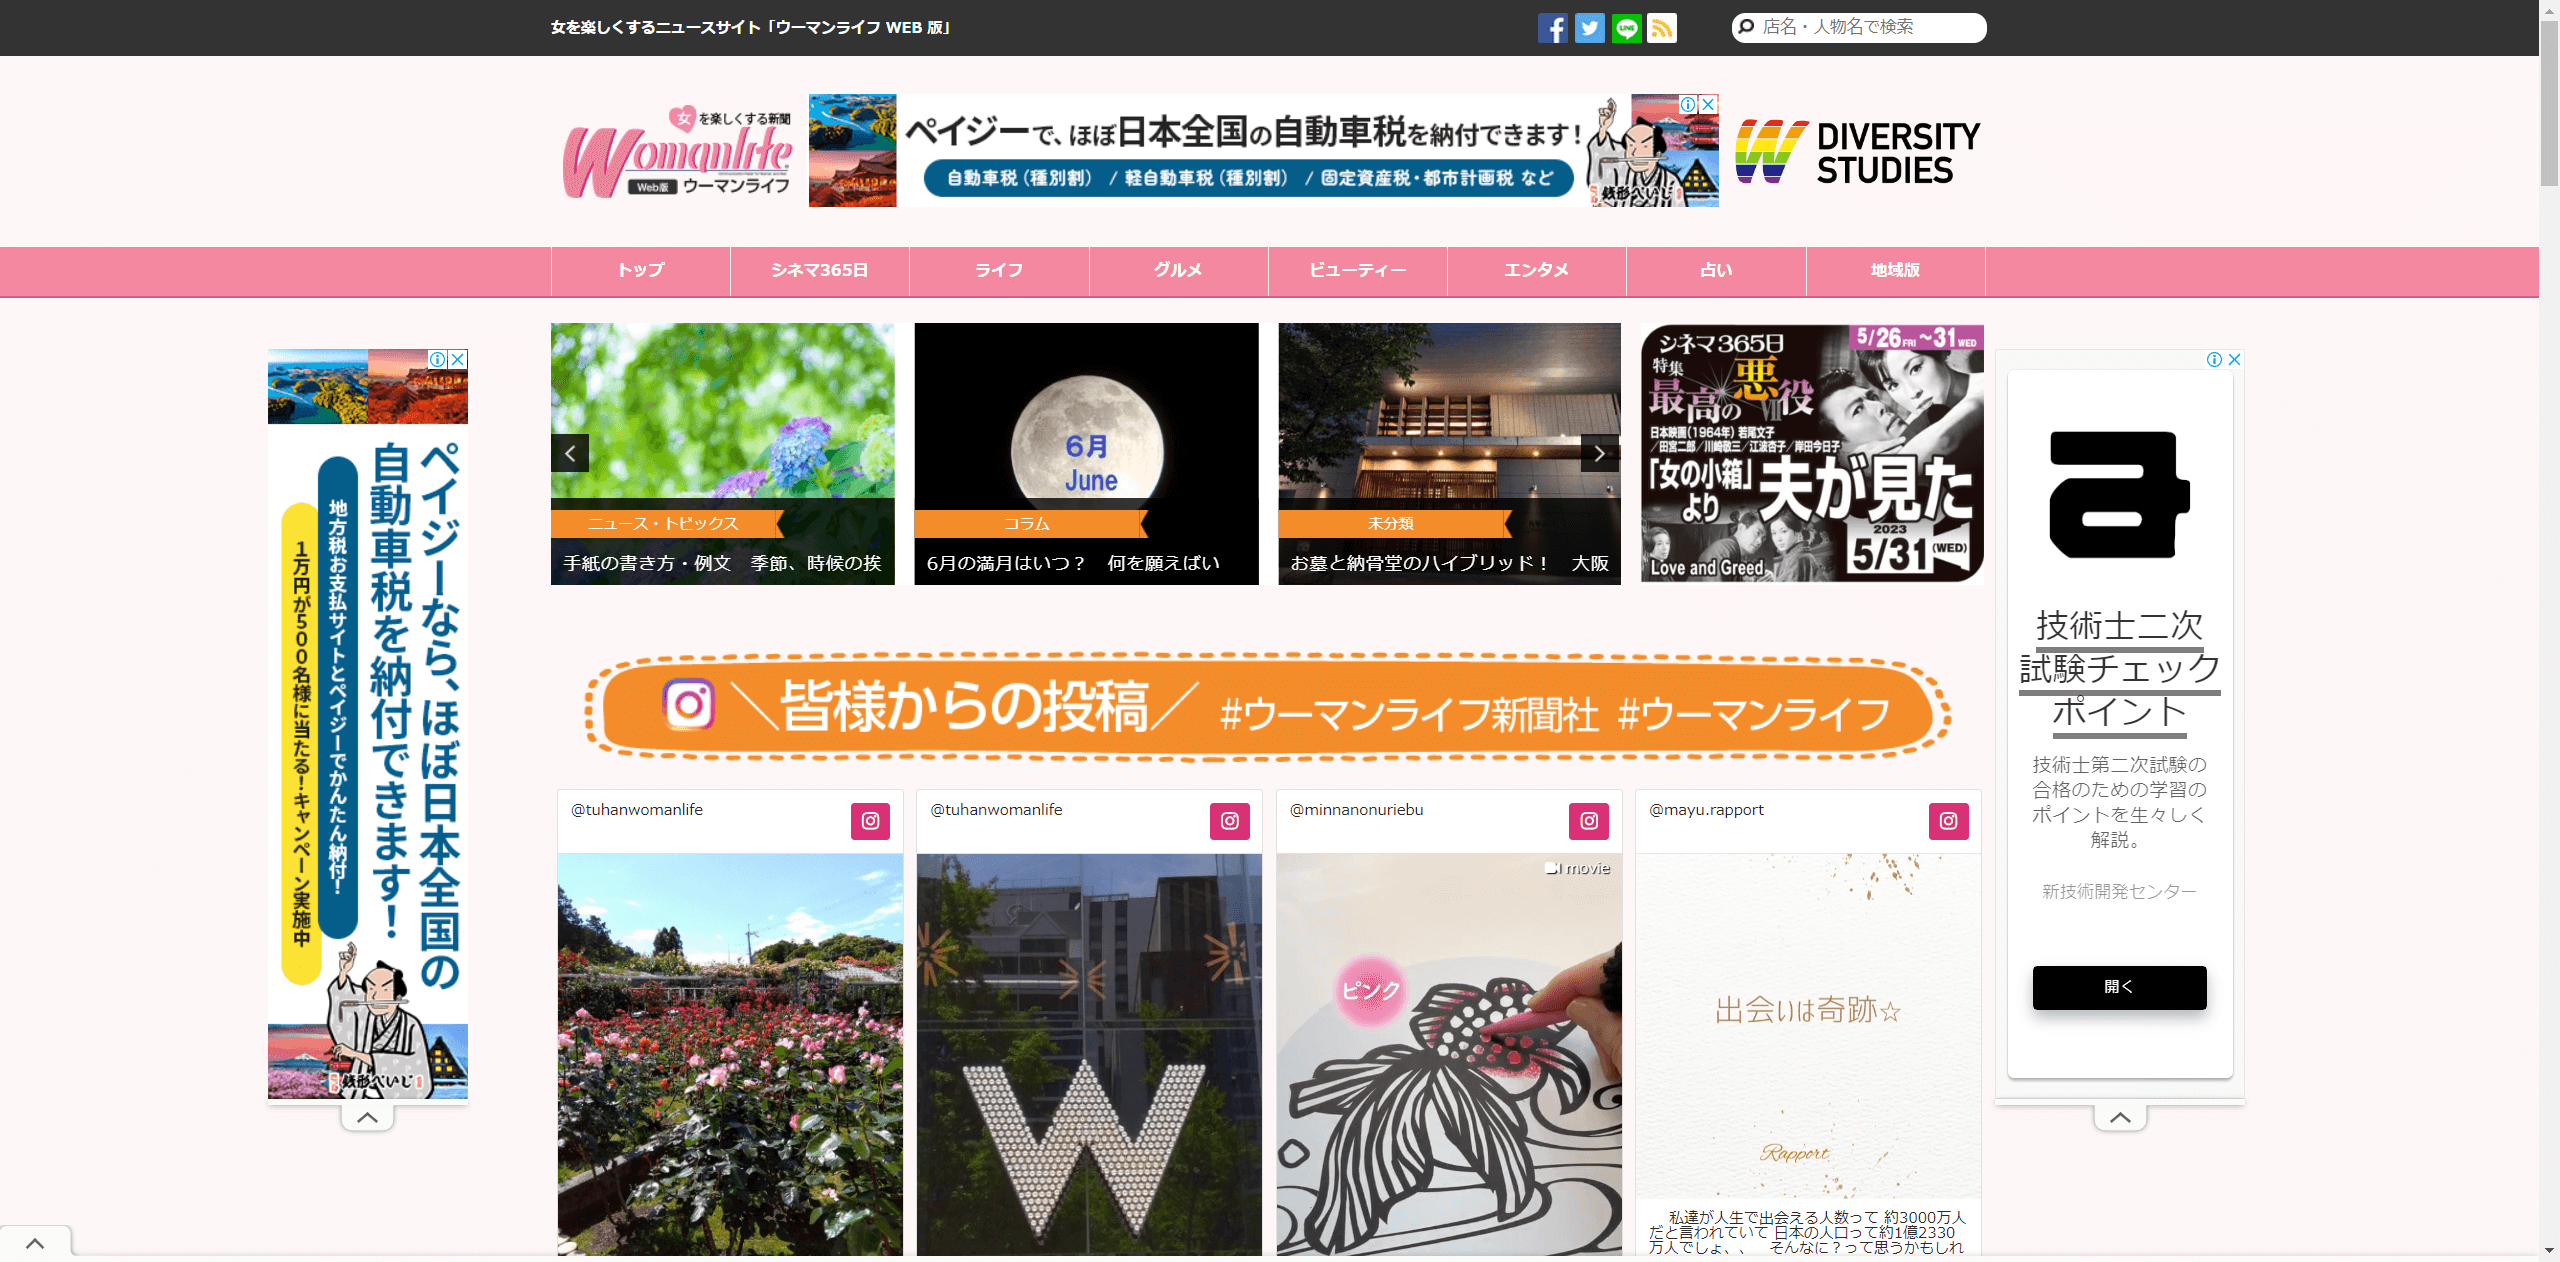 女を楽しくするニュースサイト「ウーマンライフ WEB 版」
LINE
店名・人物名で検索
女を楽しくする新聞
Womanlife
Web版 ウーマンライフ
ペイジーで、ほぼ日本全国の自動車税を納付できます!
自動車税(種別割) / 軽自動車税(種別割) / 固定資産税・都市計画税 など
銭形ぺいじ
W DIVERSITY
STUDIES
トップ
シネマ365日
ライフ
グルメ
ビューティー
エンタメ
占い
地域版
ニュース・トピックス
手紙の書き方・例文 季節、時候の挨
6月
June
コラム
6月の満月はいつ? 何を願えばい
未分類
お墓と納骨堂のハイブリッド! 大阪
5/26 FRI ~31 WED
シネマ365日
特集
最高の悪役 VII
日本映画(1964年) 若尾文子
/田宮二郎/川崎敬三/江波杏子/岸田今日子
「女の小箱」より 夫が見た
2023
5/31 (WED)
Love and Greed
ペイジーなら、ほぼ日本全国の
自動車税を納付できます!
地方税お支払サイトとペイジーでかんたん納付!
1万円が500名様に当たる!キャンペーン実施中
銭形ぺいじ
a
技術士二次
試験チェック
ポイント
技術士第二次試験の
合格のための学習の
ポイントを生々しく
解説。
新技術開発センター
開く
＼皆様からの投稿／ #ウーマンライフ新聞社 #ウーマンライフ
@tuhanwomanlife
@tuhanwomanlife
W
@minnanonuriebu
movie
ピンク
@mayu.rapport
出会いは奇跡☆
Rapport
私達が人生で出会える人数って 約3000万人
だと言われていて 日本の人口って約1億2330
万人でしょ、、 そんなに?って思うかもしれ